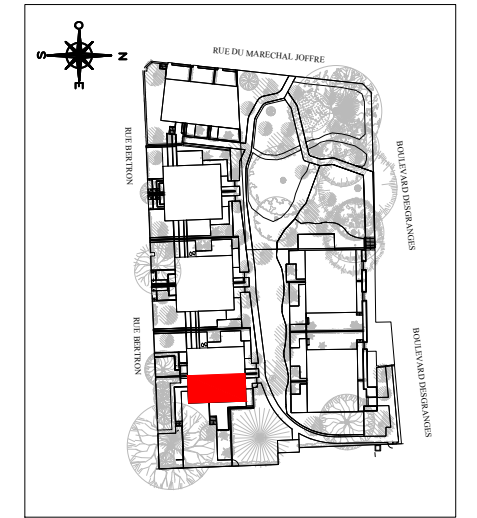 O
S
N
E
RUE DU MARECHAL JOFFRE
RUE BERTRON
BOULEVARD DESGRANGES
RUE BERTRON
BOULEVARD DESGRANGES